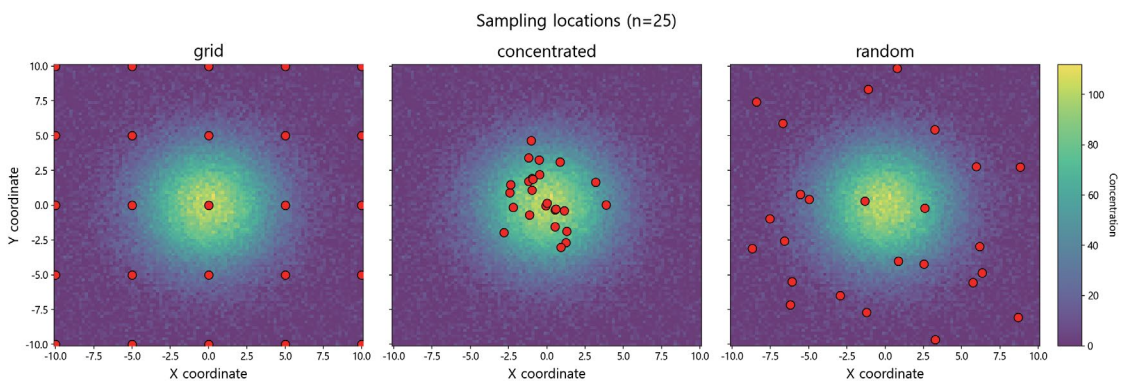 Sampling locations (n=25)
grid
concentrated
random
10.0
7.5
5.0
2.5
0.0
-2.5
-5.0
-7.5
-10.0
Y coordinate
-10.0 -7.5 -5.0 -2.5 0.0 2.5 5.0 7.5 10.0
X coordinate
-10.0 -7.5 -5.0 -2.5 0.0 2.5 5.0 7.5 10.0
X coordinate
-10.0 -7.5 -5.0 -2.5 0.0 2.5 5.0 7.5 10.0
X coordinate
100
80
60
40
20
0
Concentration